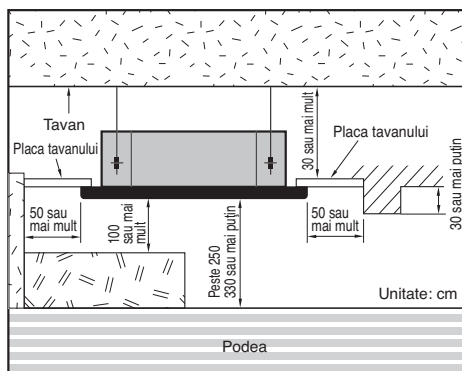 Tavan
Placa tavanului
30 sau mai mult
Placa tavanului
30 sau mai puțin
50 sau
mai mult
100
sau mai
mult
Peste 250
330 sau mai puțin
50 sau
mai mult
Unitate: cm
Podea